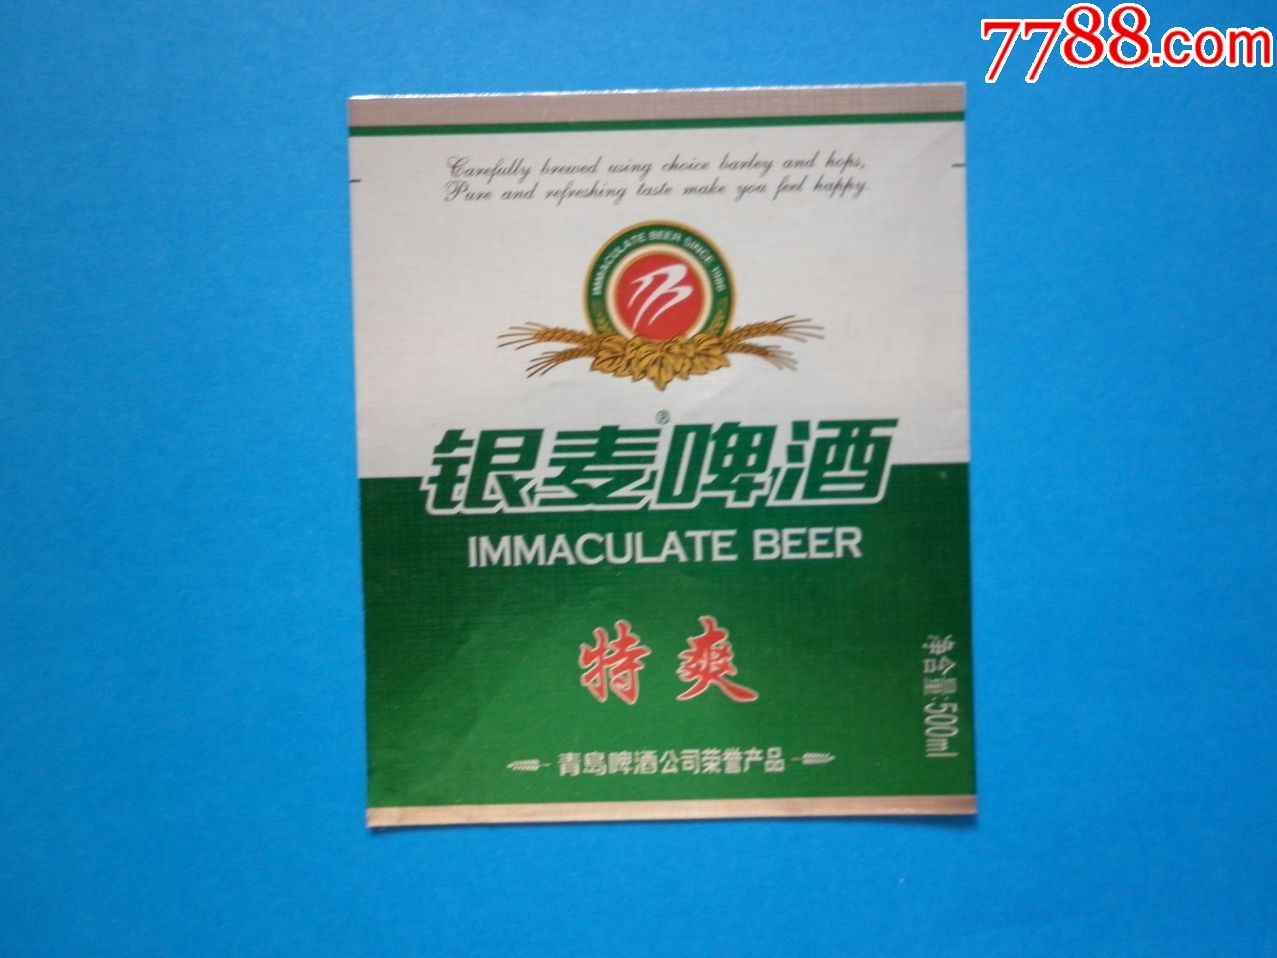 7788.com
Carefully brewed using choice barley and hops,
Pure and refreshing taste make you feel happy.
IMMACULATE BEER SINCE 1988
银麦®啤酒
IMMACULATE BEER
特爽
净含量:500ml
青岛啤酒公司荣誉产品